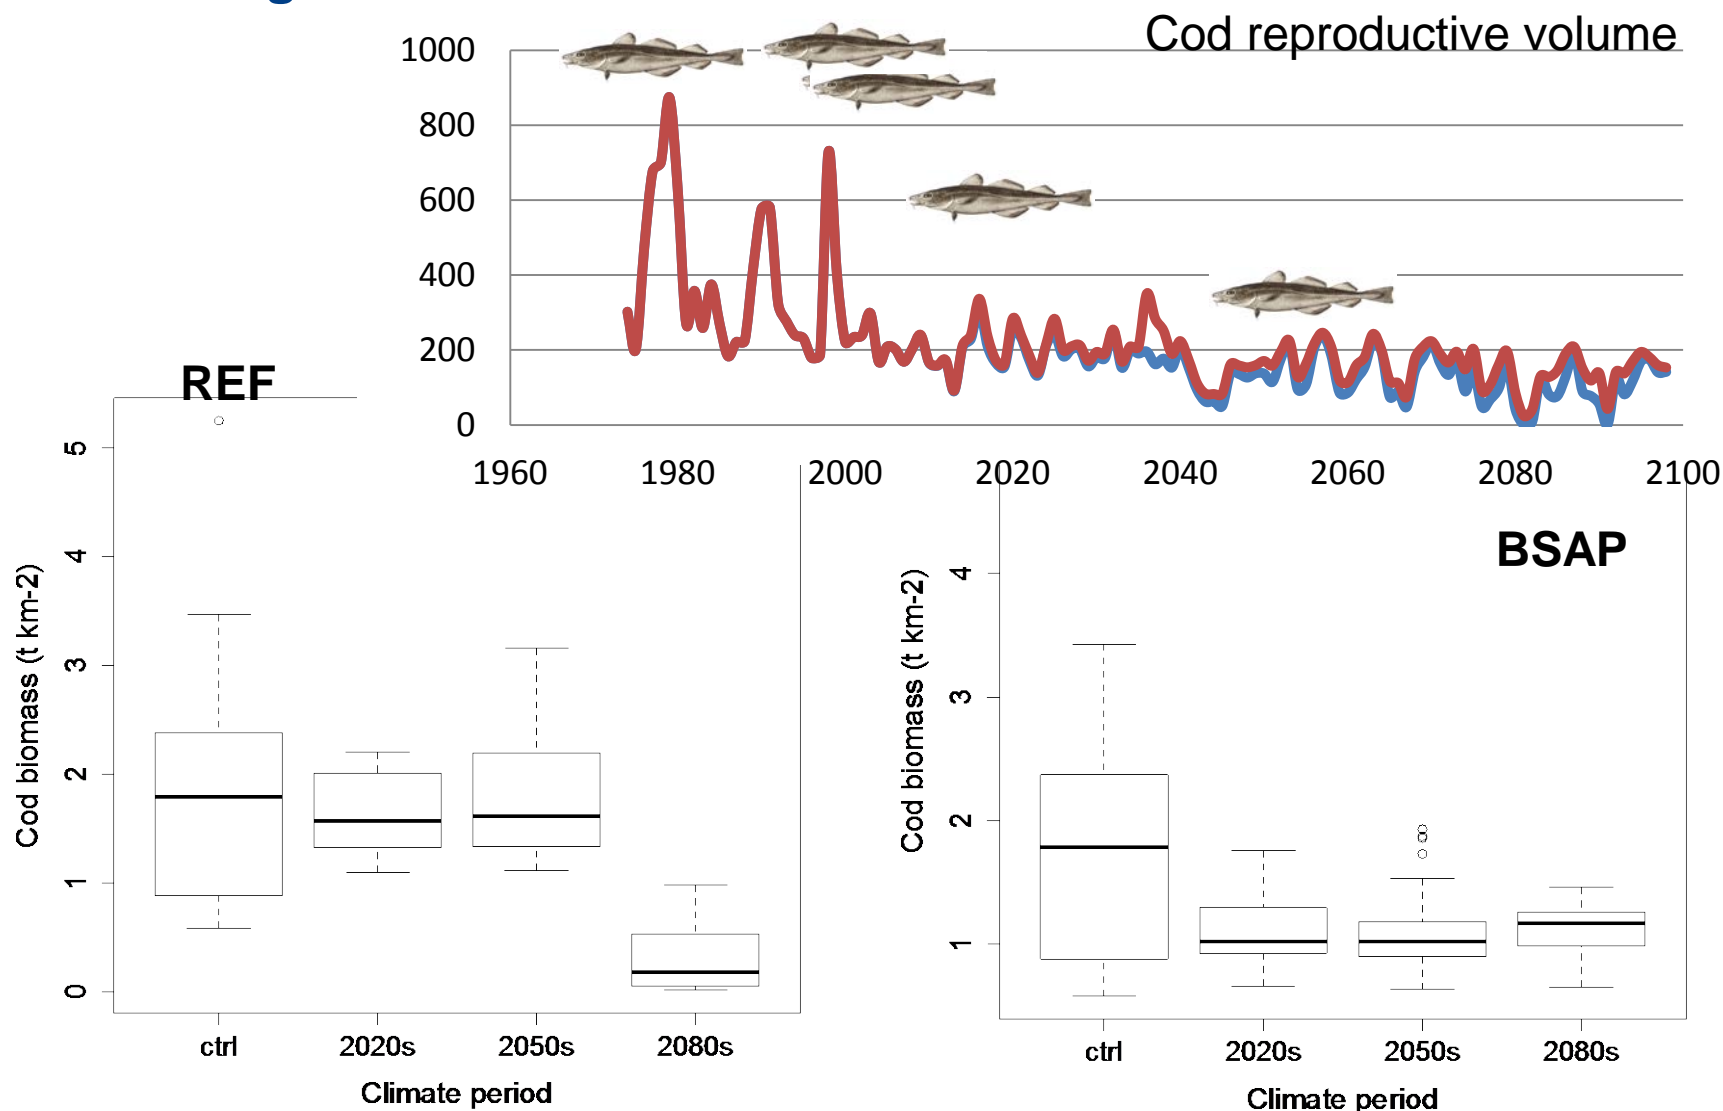 Cod reproductive volume
1000
800
600
400
200
0
1960 1980 2000 2020 2040 2060 2080 2100
REF
Cod biomass (t km-2)
5
4
3
2
1
0
ctrl 2020s 2050s 2080s
Climate period
BSAP
Cod biomass (t km-2)
4
3
2
1
ctrl 2020s 2050s 2080s
Climate period